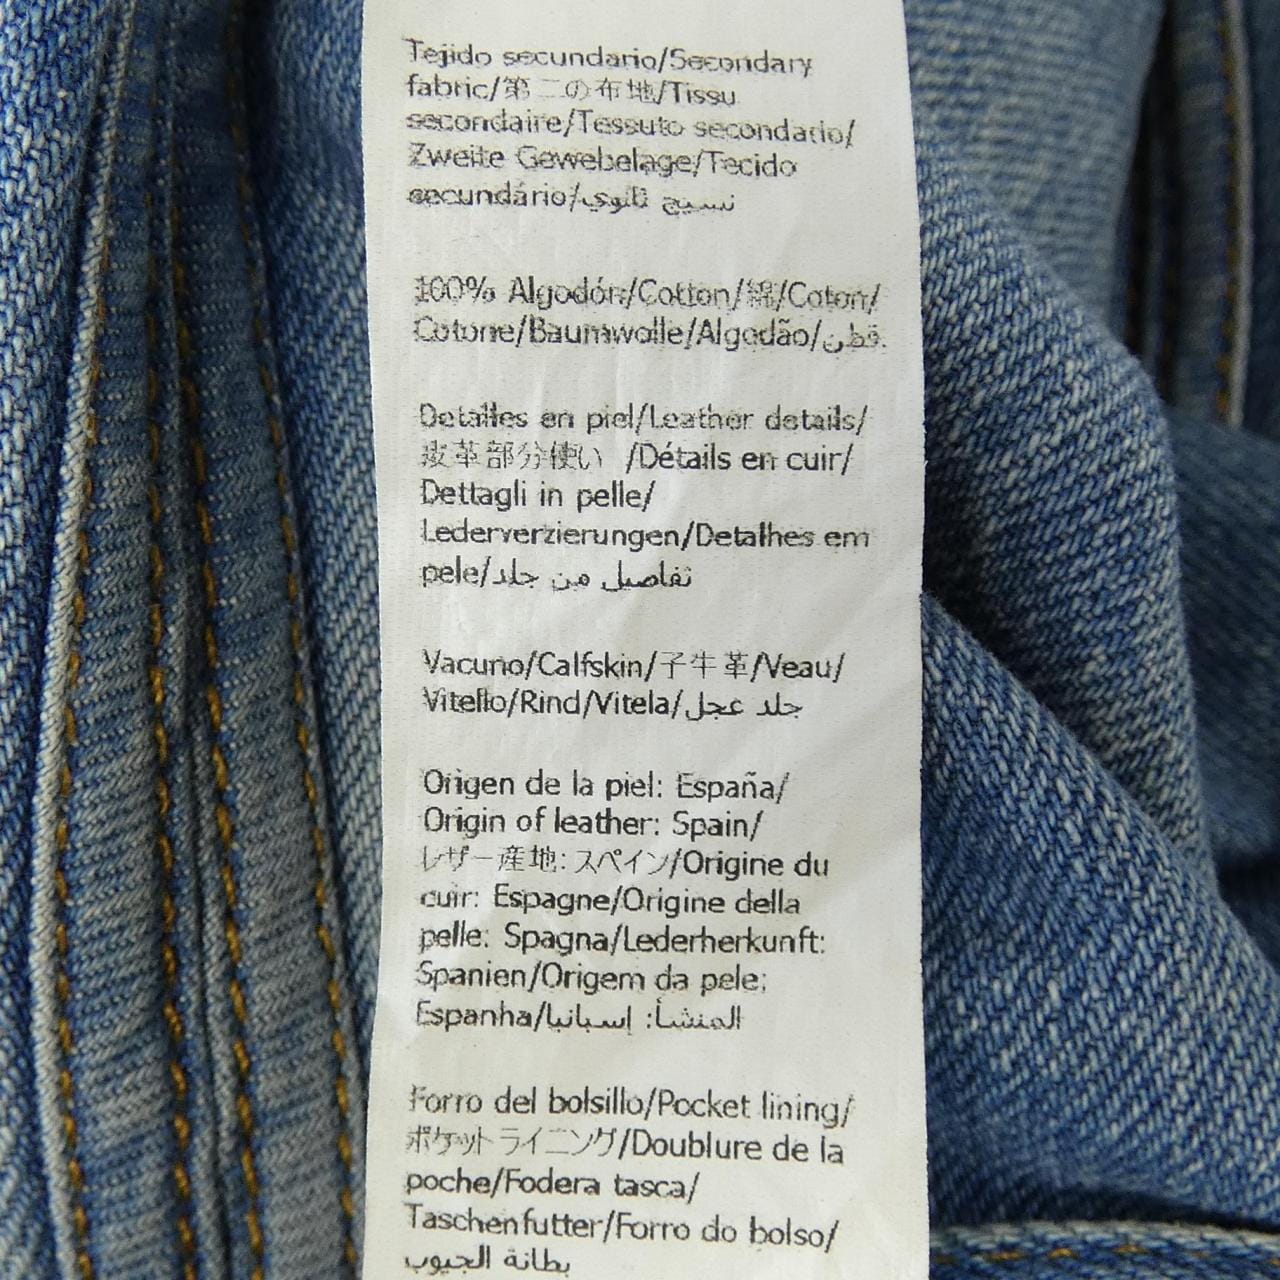 Tejido secundario/Secondary
fabric/第二の布地/Tissu
secondaire/Tessuto secondario/
Zweite Gewebelage/Tecido
secundário/نسيج ثانوي
100% Algodón/Cotton/綿/Coton/
Cotone/Baumwolle/Algodão/قطن.
Detalles en piel/Leather details/
皮革部分使い /Détails en cuir/
Dettagli in pelle/
Lederverzierungen/Detalhes em
pele/تفاصيل من جلد
Vacuno/Calfskin/子牛革/Veau/
Vitello/Rind/Vitela/جلد عجل
Origen de la piel: España/
Origin of leather: Spain/
レザー産地: スペイン/Origine du
cuir: Espagne/Origine della
pelle: Spagna/Lederherkunft:
Spanien/Origem da pele:
Espanha/المنشأ: إسبانيا
Forro del bolsillo/Pocket lining/
ポケットライニング/Doublure de la
poche/Fodera tasca/
Taschenfutter/Forro do bolso/
بطانة الجيوب